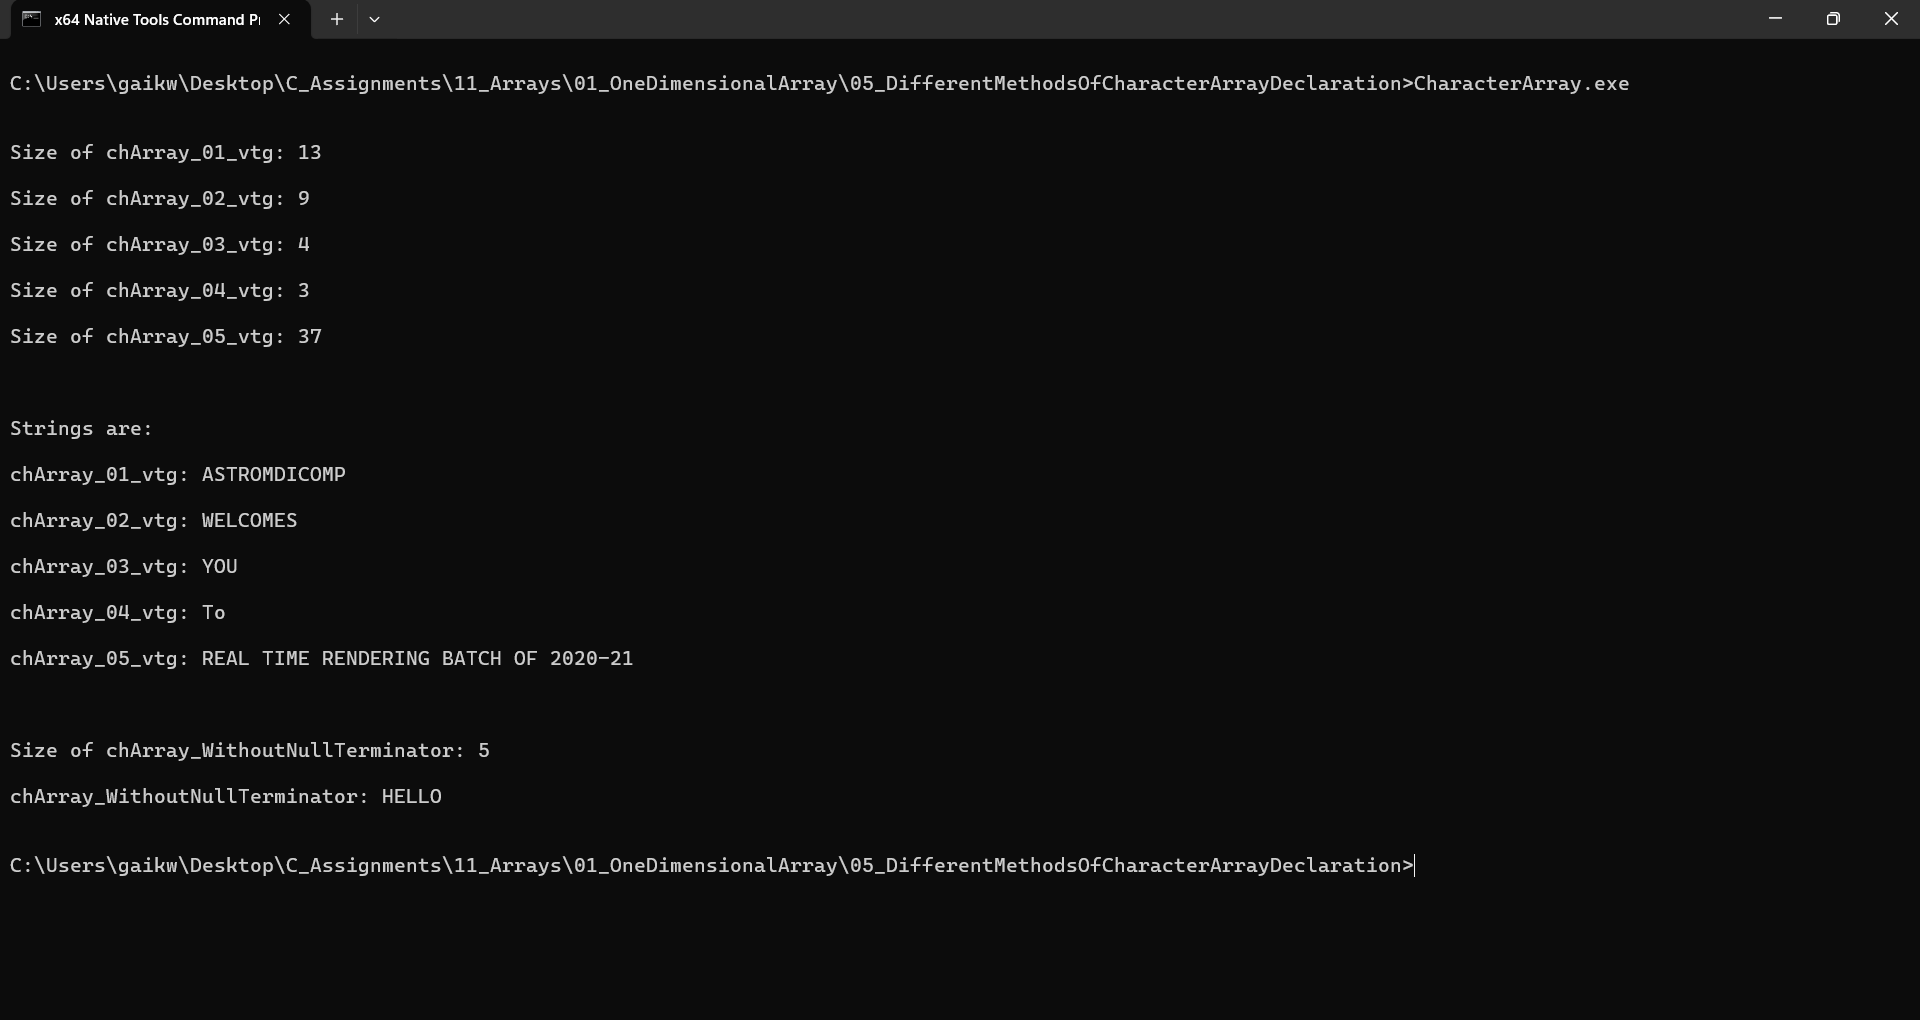 x64 Native Tools Command P
C:\Users\gaikw\Desktop\C_Assignments\11_Arrays\01_OneDimensionalArray\05_DifferentMethodsOfCharacterArrayDeclaration>CharacterArray.exe
Size of chArray_01_vtg: 13
Size of chArray_02_vtg: 9
Size of chArray_03_vtg: 4
Size of chArray_04_vtg: 3
Size of chArray_05_vtg: 37
Strings are:
chArray_01_vtg: ASTROMDICOMP
chArray_02_vtg: WELCOMES
chArray_03_vtg: YOU
chArray_04_vtg: To
chArray_05_vtg: REAL TIME RENDERING BATCH OF 2020-21
Size of chArray_WithoutNullTerminator: 5
chArray_WithoutNullTerminator: HELLO
C:\Users\gaikw\Desktop\C_Assignments\11_Arrays\01_OneDimensionalArray\05_DifferentMethodsOfCharacterArrayDeclaration>